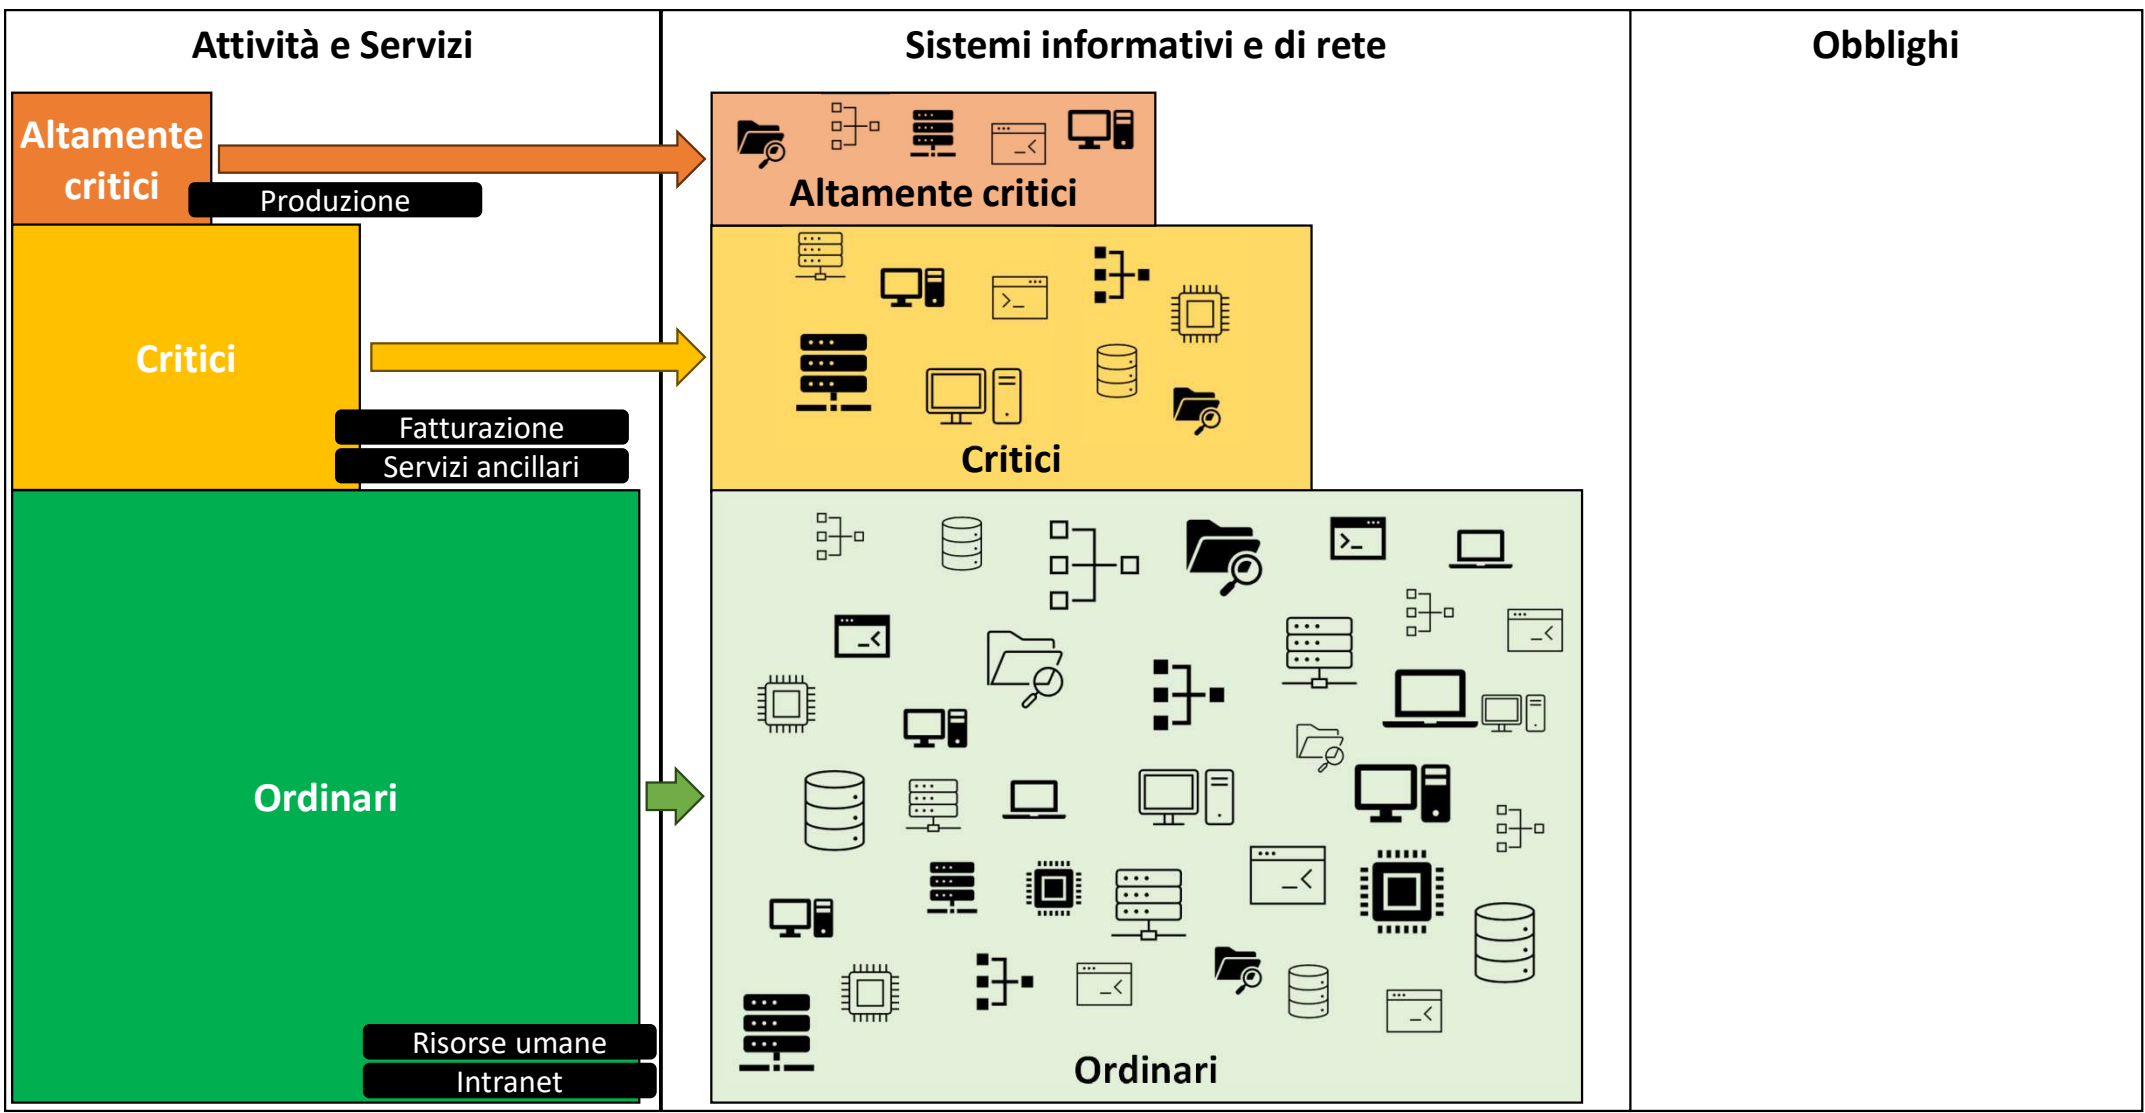 Attività e Servizi
Sistemi informativi e di rete
Obblighi
Altamente
critici
Produzione
Altamente critici
Critici
Fatturazione
Servizi ancillari
Critici
Ordinari
Risorse umane
Intranet
Ordinari